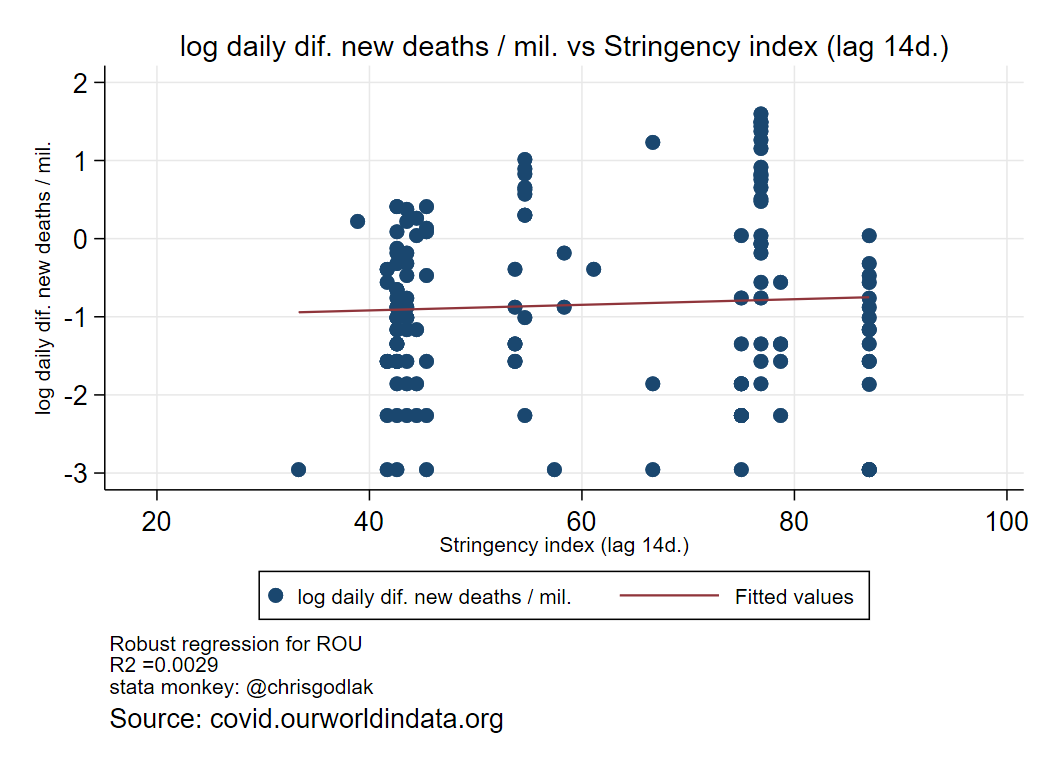 log daily dif. new deaths / mil. vs Stringency index (lag 14d.)
log daily dif. new deaths / mil.
2
1
0
-1
-2
-3
20 40 60 80 100
Stringency index (lag 14d.)
log daily dif. new deaths / mil. Fitted values
Robust regression for ROU
R2 =0.0029
stata monkey: @chrisgodlak
Source: covid.ourworldindata.org